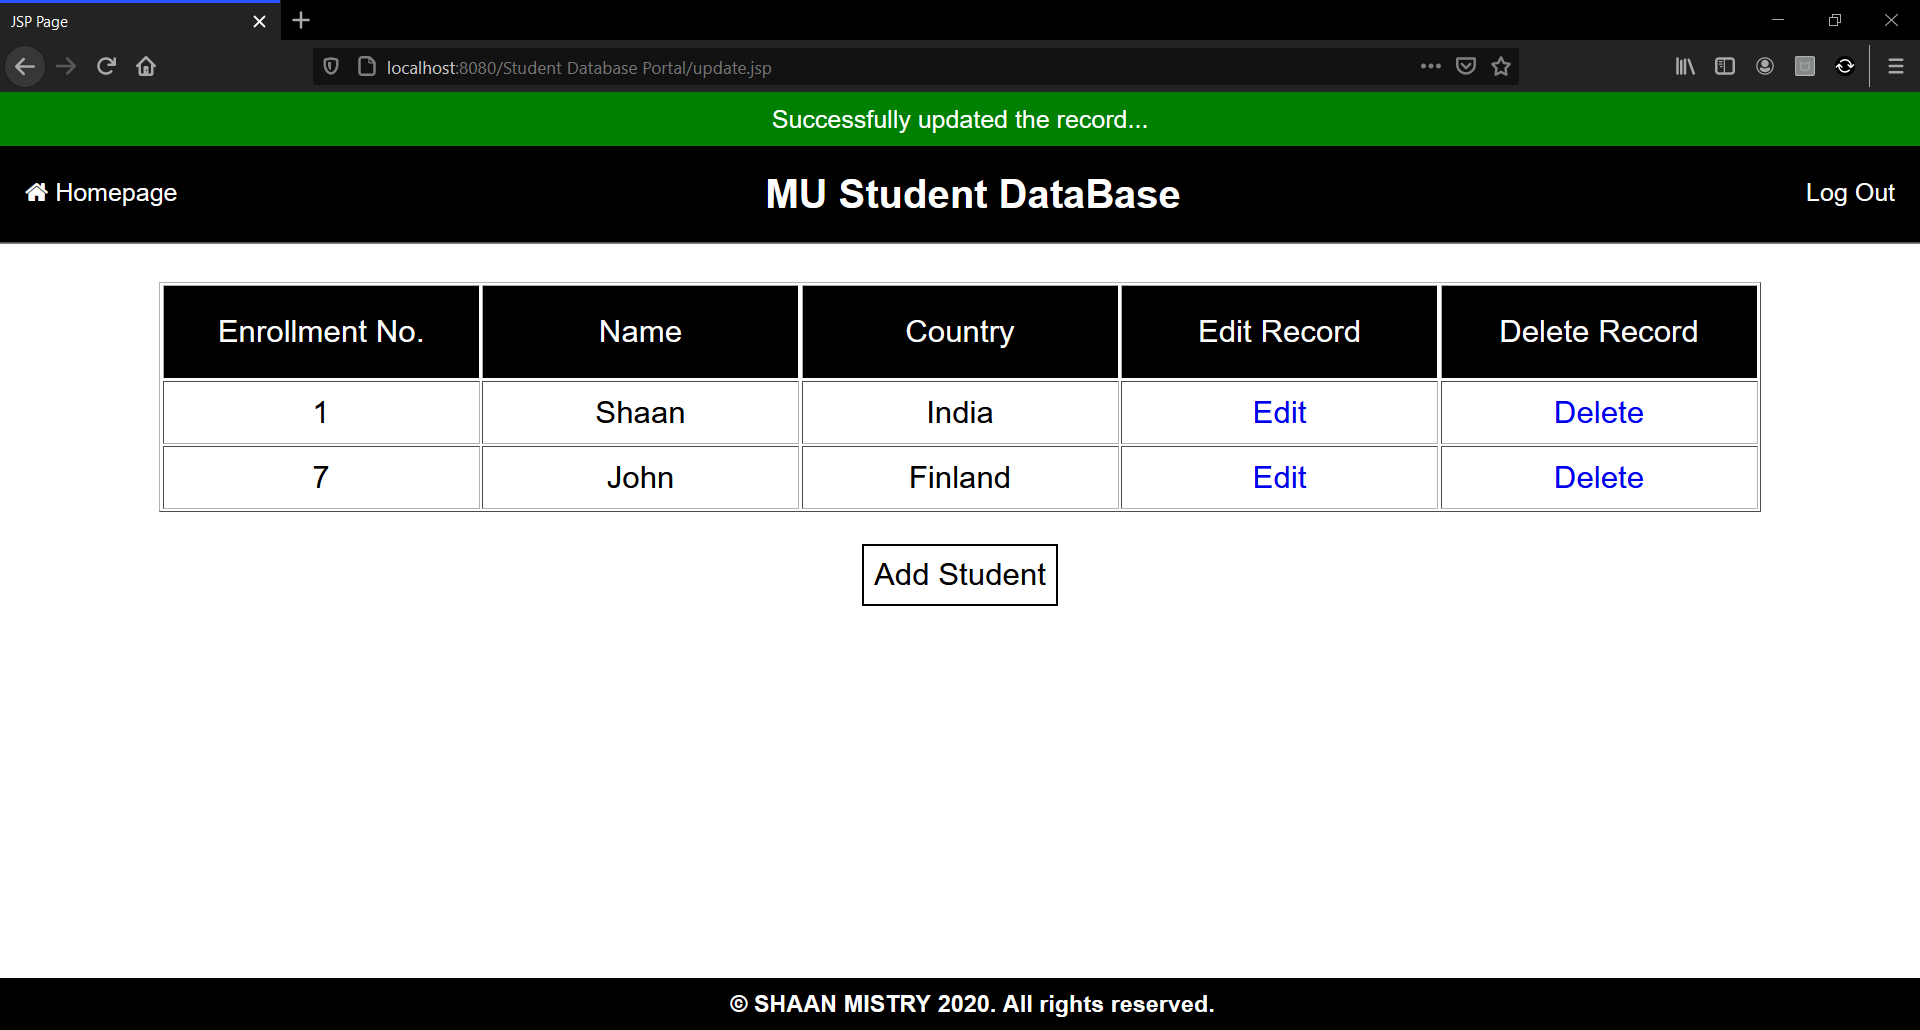 JSP Page
localhost:8080/Student Database Portal/update.jsp
Successfully updated the record...
Homepage MU Student DataBase Log Out
Enrollment No. Name Country Edit Record Delete Record
1 Shaan India Edit Delete
7 John Finland Edit Delete
Add Student
© SHAAN MISTRY 2020. All rights reserved.